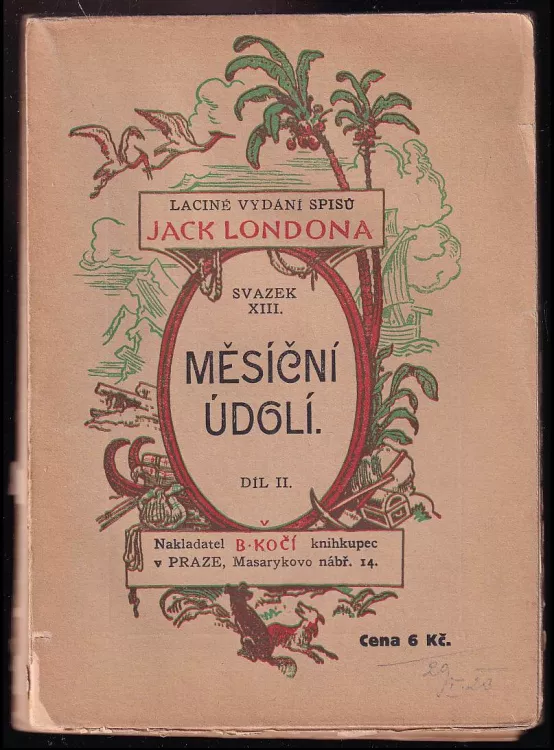 LACINÉ VYDÁNÍ SPISŮ
JACK LONDONA
SVAZEK
XIII.
MĚSÍČNÍ
ÚDOLÍ.
DÍL II.
Nakladatel B·KOČÍ knihkupec
v PRAZE, Masarykovo nábř. 14.
Cena 6 Kč.
29